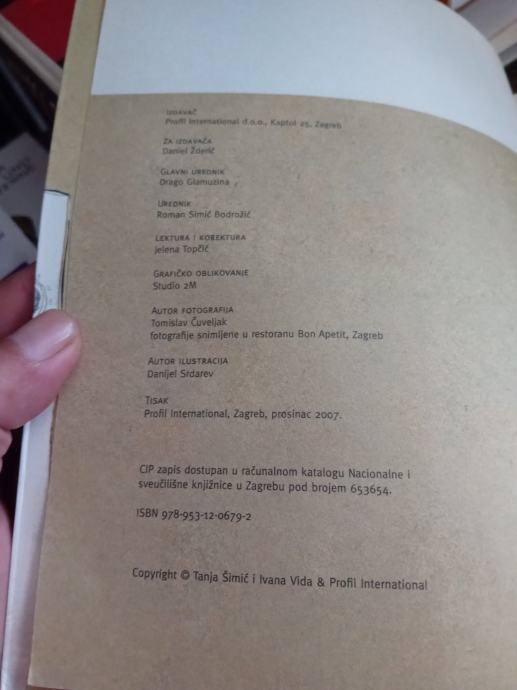 Izdavač
Profil International d.o.o., Kaptol 25, Zagreb
Za izdavača
Daniel Žderić
Glavni urednik
Drago Glamuzina
Urednik
Roman Simić Bodrožić
Lektura i korektura
Jelena Topčić
Grafičko oblikovanje
Studio 2M
Autor fotografija
Tomislav Čuveljak
fotografije snimljene u restoranu Bon Apetit, Zagreb
Autor ilustracija
Danijel Srdarev
Tisak
Profil International, Zagreb, prosinac 2007.
CIP zapis dostupan u računalnom katalogu Nacionalne i
sveučilišne knjižnice u Zagrebu pod brojem 653654.
ISBN 978-953-12-0679-2
Copyright © Tanja Šimić i Ivana Vida & Profil International